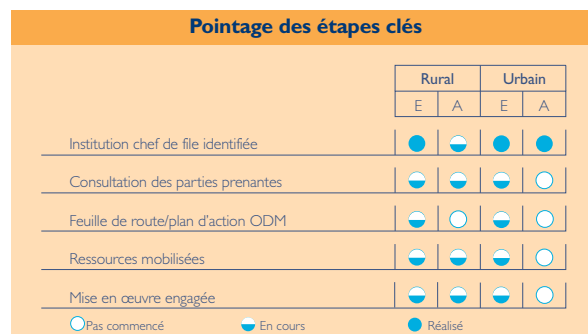 Pointage des étapes clés
Rural Urbain
E A E A
Institution chef de file identifiée
Consultation des parties prenantes
Feuille de route/plan d'action ODM
Ressources mobilisées
Mise en œuvre engagée
Pas commencé En cours Réalisé